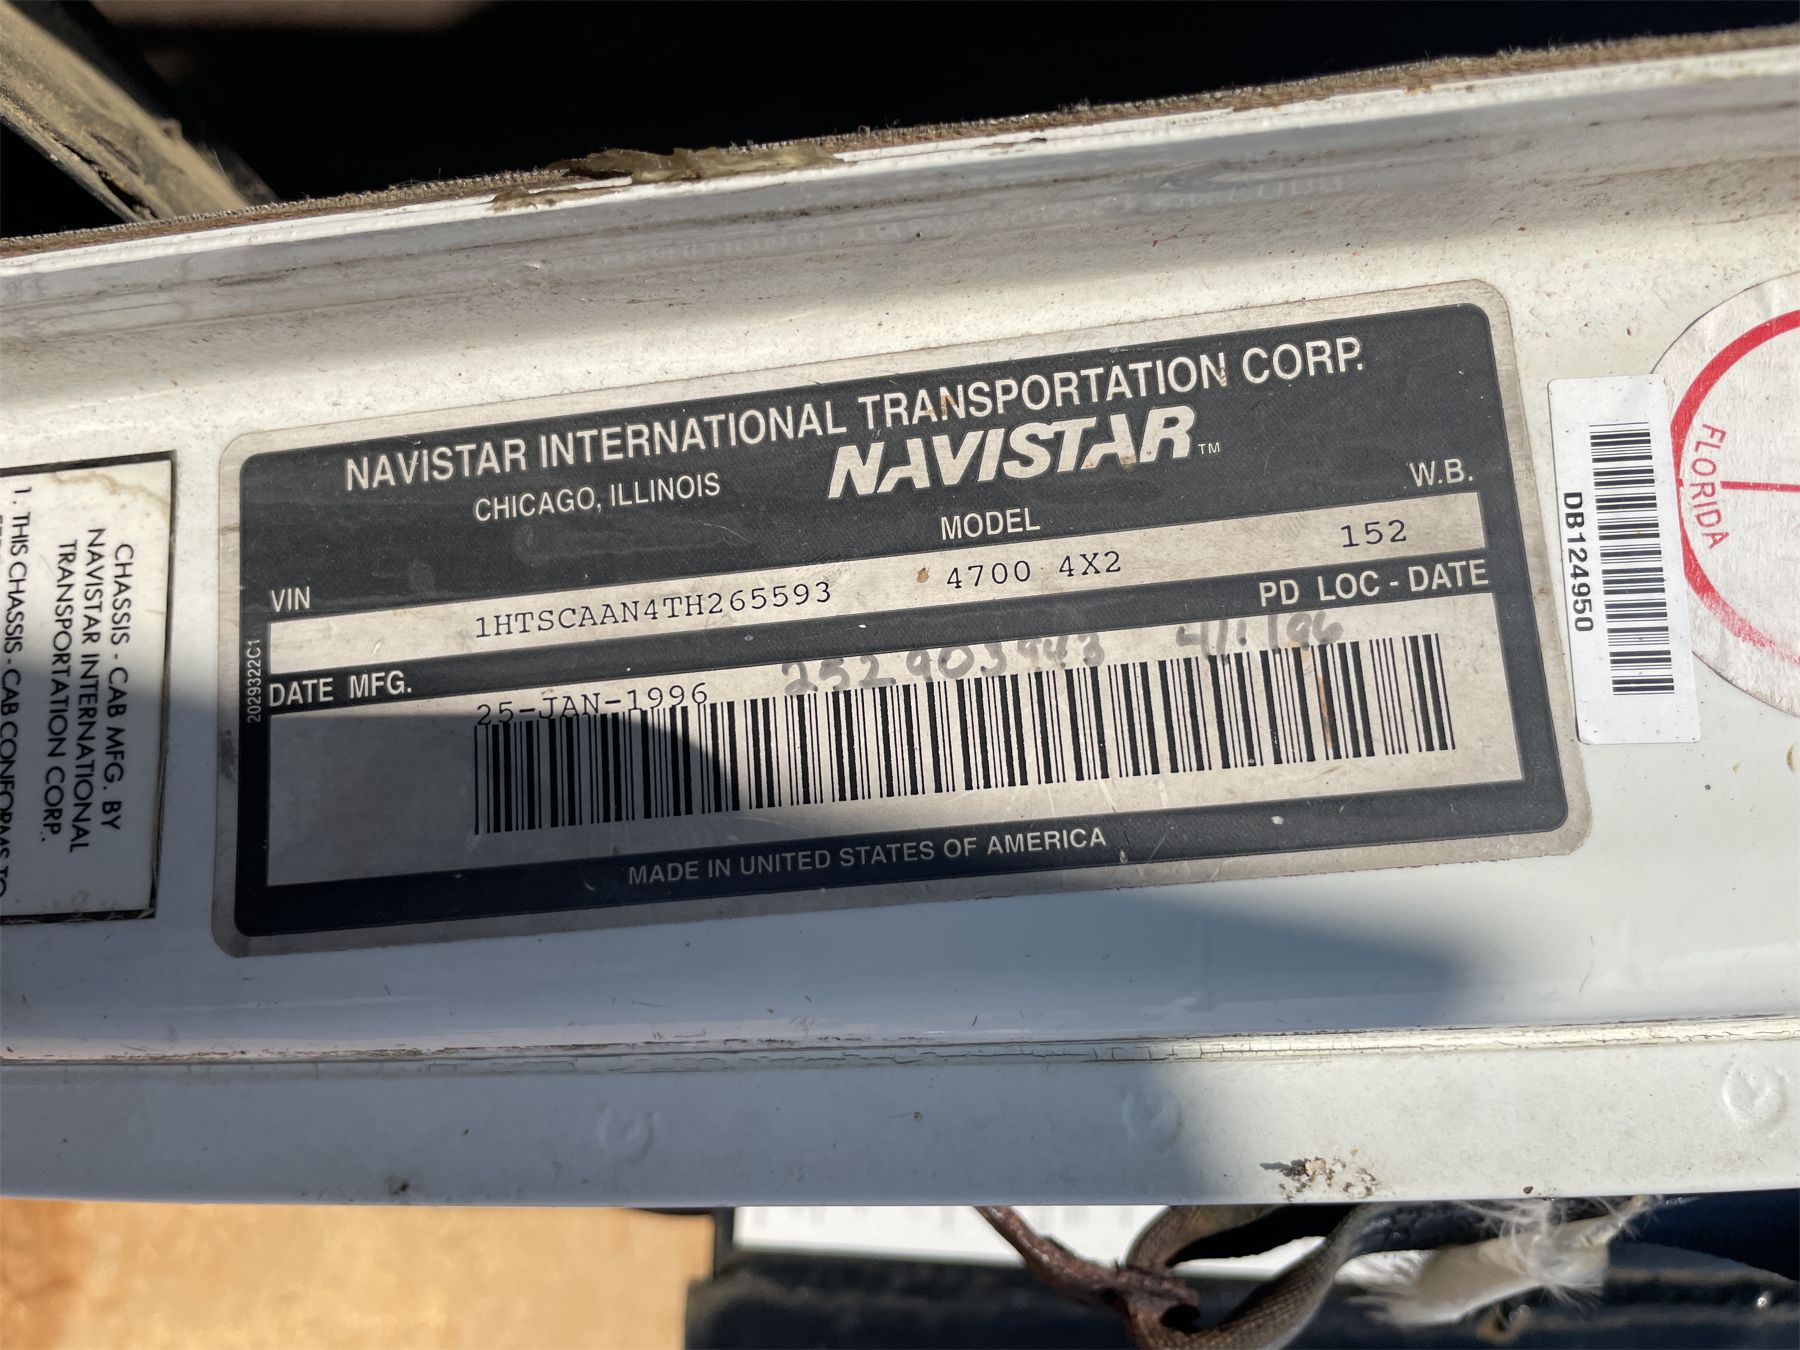 NAVISTAR INTERNATIONAL TRANSPORTATION CORP.
CHICAGO, ILLINOIS
NAVISTAR™
MODEL
W.B.
VIN
1HTSCAAN4TH265593
4700 4X2
152
DATE MFG.
PD LOC - DATE
25-JAN-1996
252903943
MADE IN UNITED STATES OF AMERICA
2029322C1
CHASSIS - CAB MFG. BY
NAVISTAR INTERNATIONAL
TRANSPORTATION CORP.
1. THIS CHASSIS - CAB CONFORMS TO
DB124950
FLORIDA